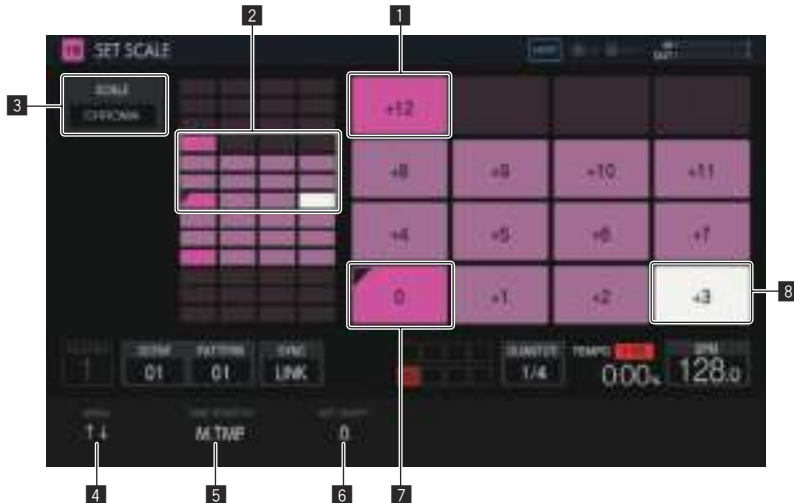 2 1
SET SCALE
3
SCALE
CHROMA
+12
+8 +9 +10 +11
+4 +5 +6 +7
0 +1 +2 +3
8
SCENE PATTERN SYNC QUANTIZE TEMPO BPM
1 01 01 LINK 1/4 0.00% 128.0
↑↓ M.TMP 0
4 5 6 7